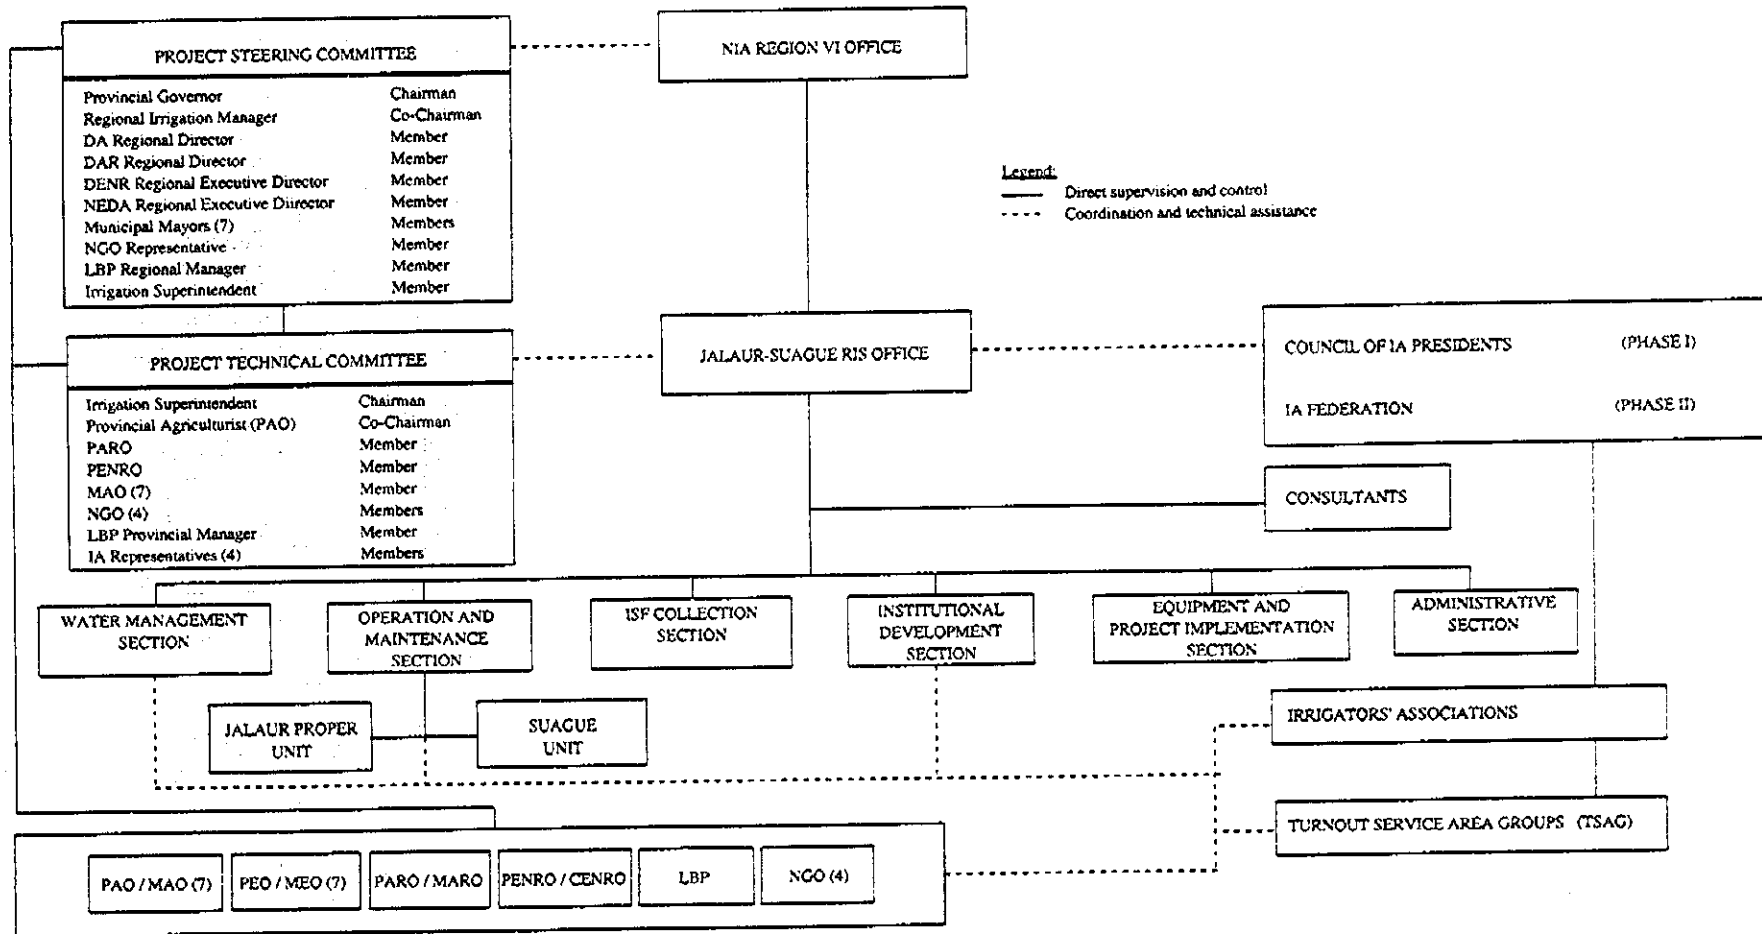 PROJECT STEERING COMMITTEE
Provincial Governor Chairman
Regional Irrigation Manager Co-Chairman
DA Regional Director Member
DAR Regional Director Member
DENR Regional Executive Director Member
NEDA Regional Executive Diirector Member
Municipal Mayors (7) Members
NGO Representative Member
LBP Regional Manager Member
Irrigation Superintendent Member
NIA REGION VI OFFICE
Legend:
Direct supervision and control
Coordination and technical assistance
PROJECT TECHNICAL COMMITTEE
Irrigation Superintendent Chairman
Provincial Agriculturist (PAO) Co-Chairman
PARO Member
PENRO Member
MAO (7) Member
NGO (4) Members
LBP Provincial Manager Member
IA Representatives (4) Members
JALAUR-SUAGUE RIS OFFICE
COUNCIL OF IA PRESIDENTS (PHASE I)
IA FEDERATION (PHASE II)
CONSULTANTS
WATER MANAGEMENT
SECTION
OPERATION AND
MAINTENANCE
SECTION
ISF COLLECTION
SECTION
INSTITUTIONAL
DEVELOPMENT
SECTION
EQUIPMENT AND
PROJECT IMPLEMENTATION
SECTION
ADMINISTRATIVE
SECTION
JALAUR PROPER
UNIT
SUAGUE
UNIT
IRRIGATORS' ASSOCIATIONS
TURNOUT SERVICE AREA GROUPS (TSAG)
PAO / MAO (7)
PEO / MEO (7)
PARO / MARO
PENRO / CENRO
LBP
NGO (4)